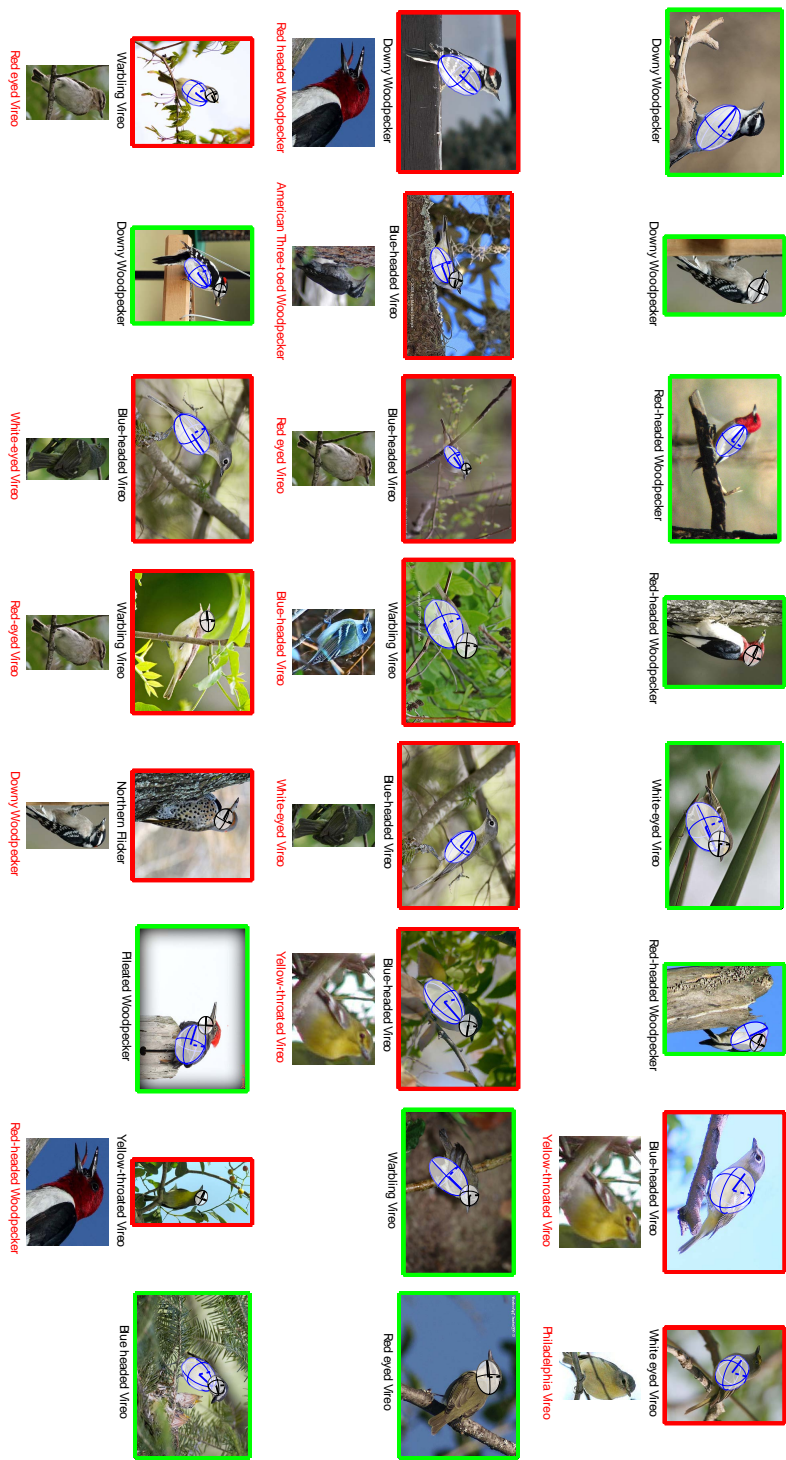 Downy Woodpecker
Downy Woodpecker
Red-headed Woodpecker
Red-headed Woodpecker
White-eyed Vireo
Red-headed Woodpecker
Blue-headed Vireo
White eyed Vireo
Yellow-throated Vireo
Philadelphia Vireo
Downy Woodpecker
Blue-headed Vireo
Blue-headed Vireo
Warbling Vireo
Blue-headed Vireo
Blue-headed Vireo
Warbling Vireo
Red eyed Vireo
Red headed Woodpecker
American Three-toed Woodpecker
Red eyed Vireo
Blue-headed Vireo
White-eyed Vireo
Yellow-throated Vireo
Warbling Vireo
Downy Woodpecker
Blue-headed Vireo
Warbling Vireo
Northern Flicker
Pileated Woodpecker
Yellow-throated Vireo
Blue headed Vireo
Red eyed Vireo
White-eyed Vireo
Red-eyed Vireo
Downy Woodpecker
Red-headed Woodpecker